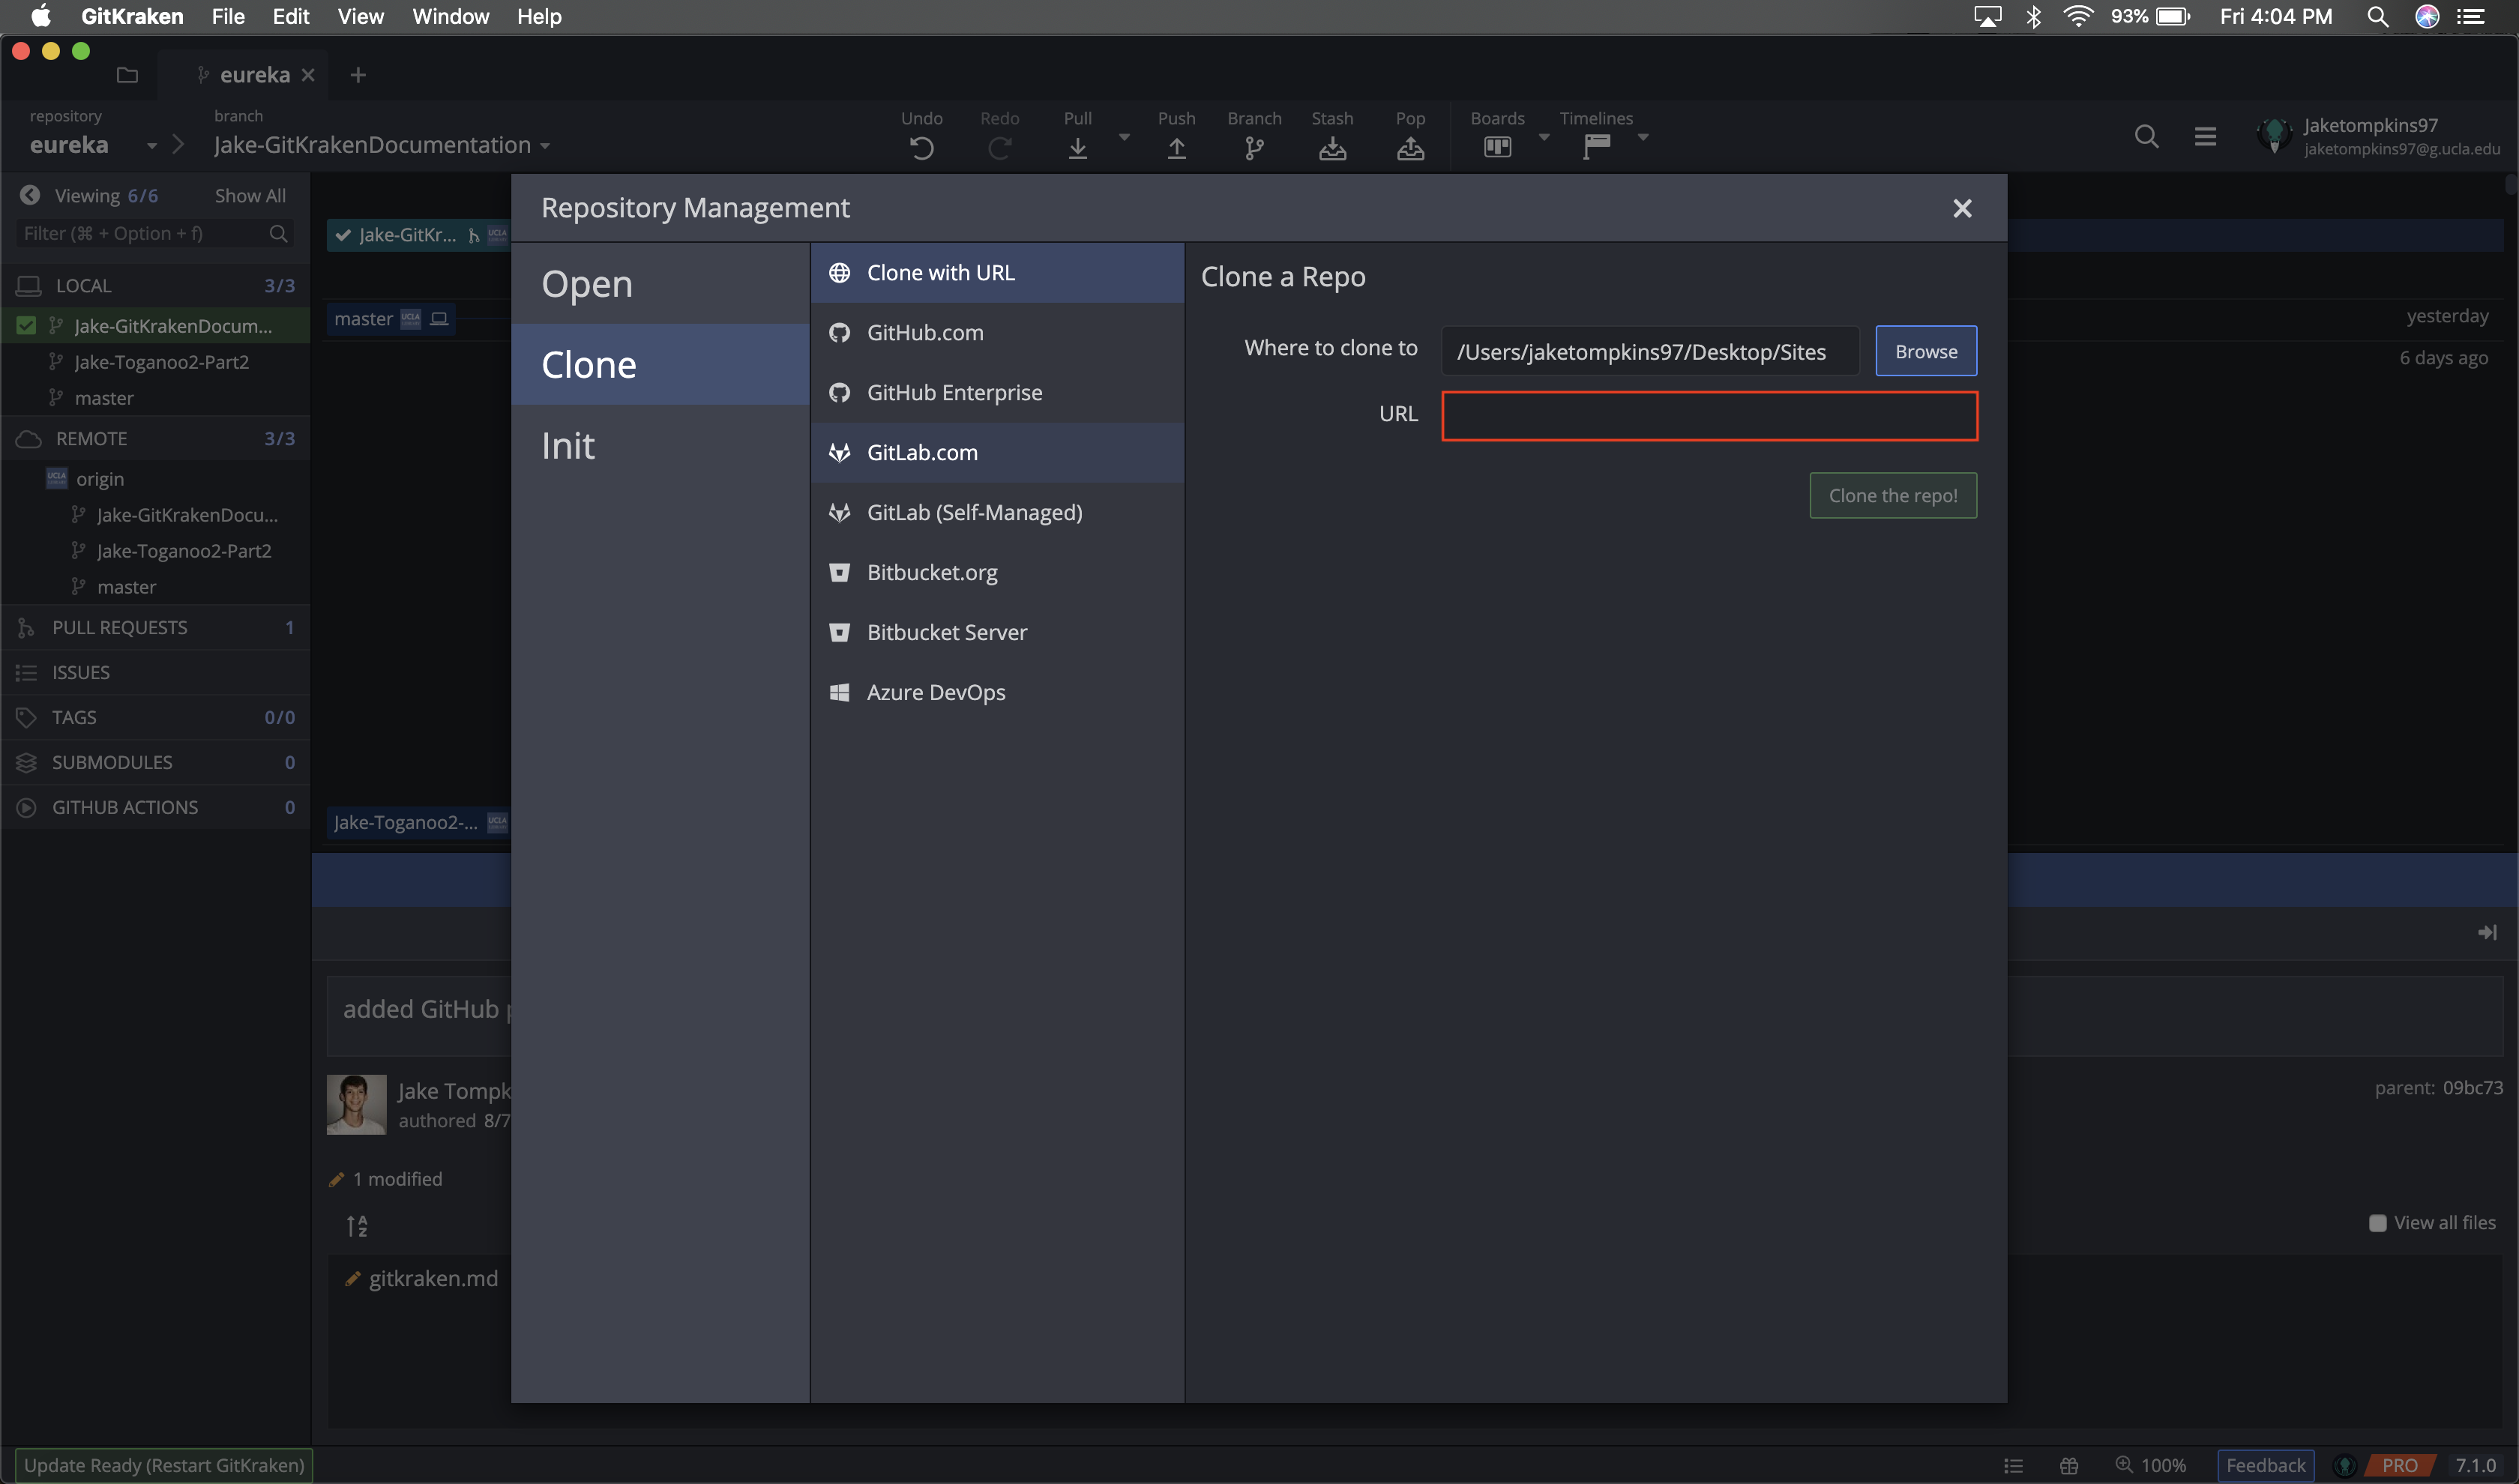 GitKraken File Edit View Window Help 93% Fri 4:04 PM
eureka
repository
eureka
branch
Jake-GitKrakenDocumentation
Undo Redo Pull Push Branch Stash Pop Boards Timelines
Jaketompkins97
jaketompkins97@g.ucla.edu
Viewing 6/6 Show All
Filter (⌘ + Option + f)
LOCAL 3/3
Jake-GitKrakenDocum...
Jake-Toganoo2-Part2
master
REMOTE 3/3
origin
Jake-GitKrakenDocu...
Jake-Toganoo2-Part2
master
PULL REQUESTS 1
ISSUES
TAGS 0/0
SUBMODULES 0
GITHUB ACTIONS 0
Jake-GitKr... UCLA
master UCLA
Jake-Toganoo2-... UCLA
yesterday
6 days ago
Repository Management
Open
Clone
Init
Clone with URL
GitHub.com
GitHub Enterprise
GitLab.com
GitLab (Self-Managed)
Bitbucket.org
Bitbucket Server
Azure DevOps
Clone a Repo
Where to clone to /Users/jaketompkins97/Desktop/Sites Browse
URL
Clone the repo!
added GitHub p
Jake Tompk
authored 8/7
parent: 09bc73
1 modified
A
Z
View all files
gitkraken.md
Update Ready (Restart GitKraken)
100% Feedback PRO 7.1.0